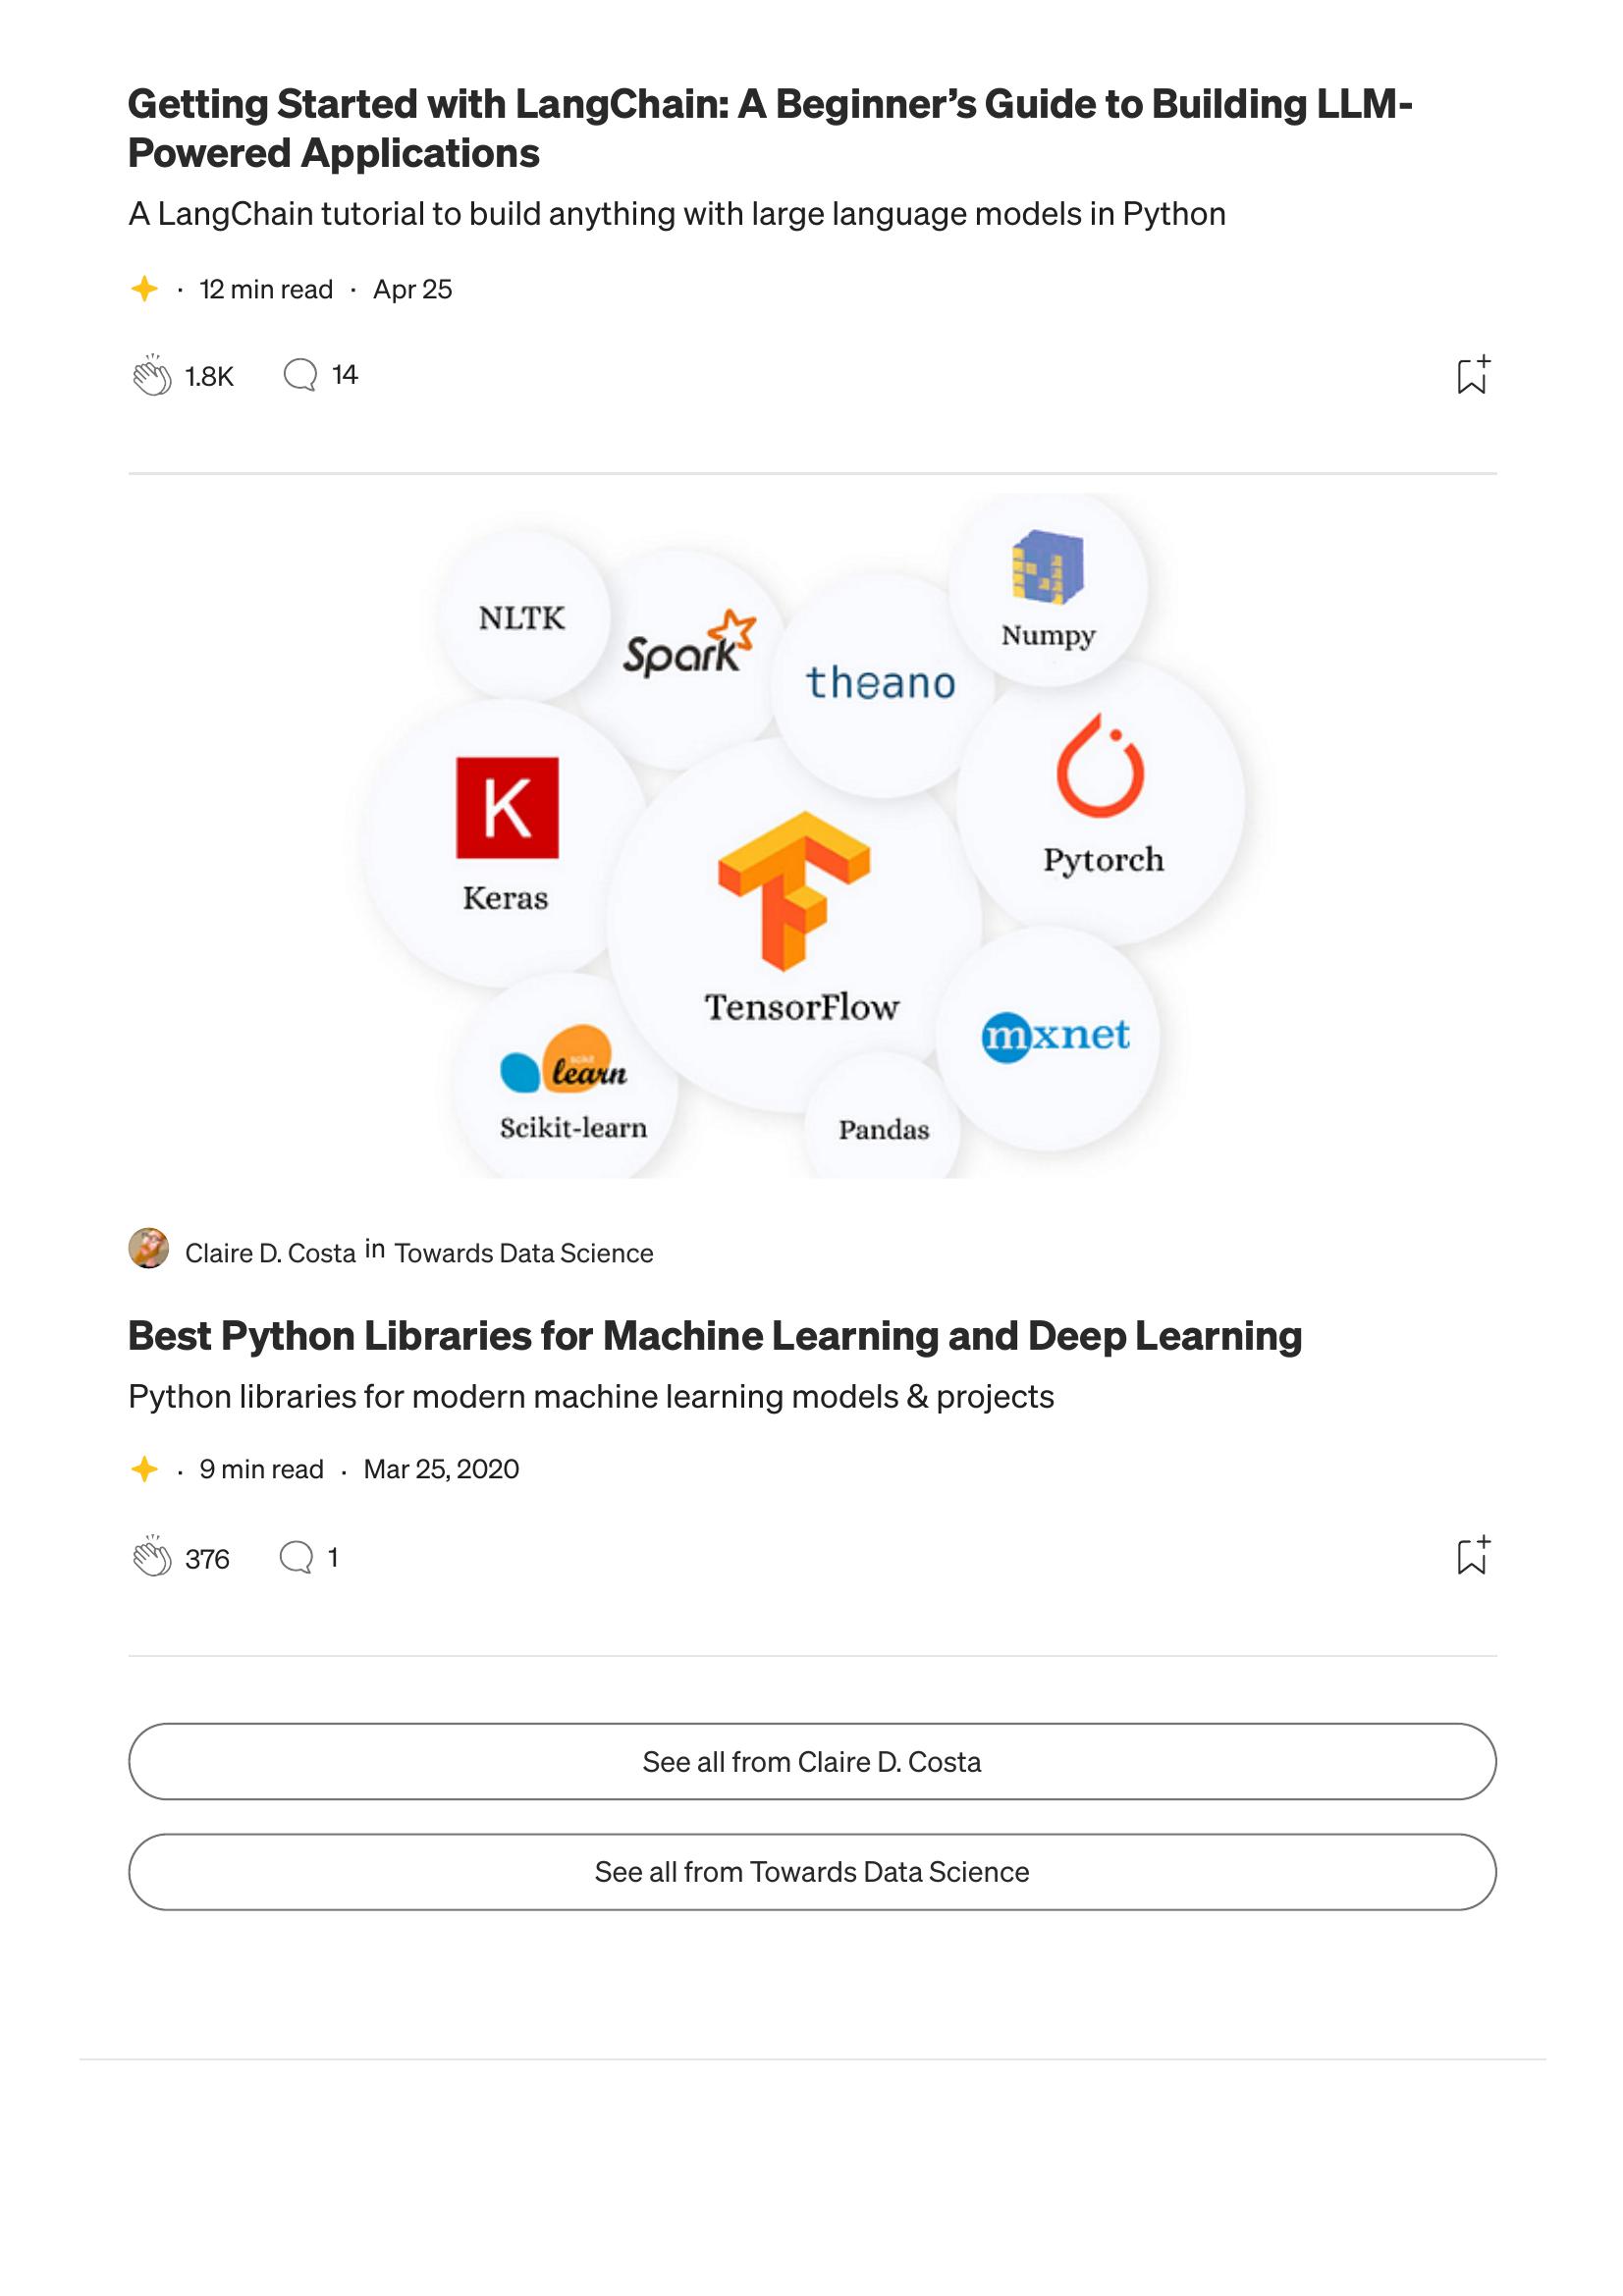 Getting Started with LangChain: A Beginner’s Guide to Building LLM-
Powered Applications
A LangChain tutorial to build anything with large language models in Python
· 12 min read · Apr 25
1.8K 14
NLTK
Spark
theano
Numpy
K
Keras
Pytorch
TensorFlow
mxnet
scikit
learn
Scikit-learn
Pandas
Claire D. Costa in Towards Data Science
Best Python Libraries for Machine Learning and Deep Learning
Python libraries for modern machine learning models & projects
· 9 min read · Mar 25, 2020
376 1
See all from Claire D. Costa
See all from Towards Data Science